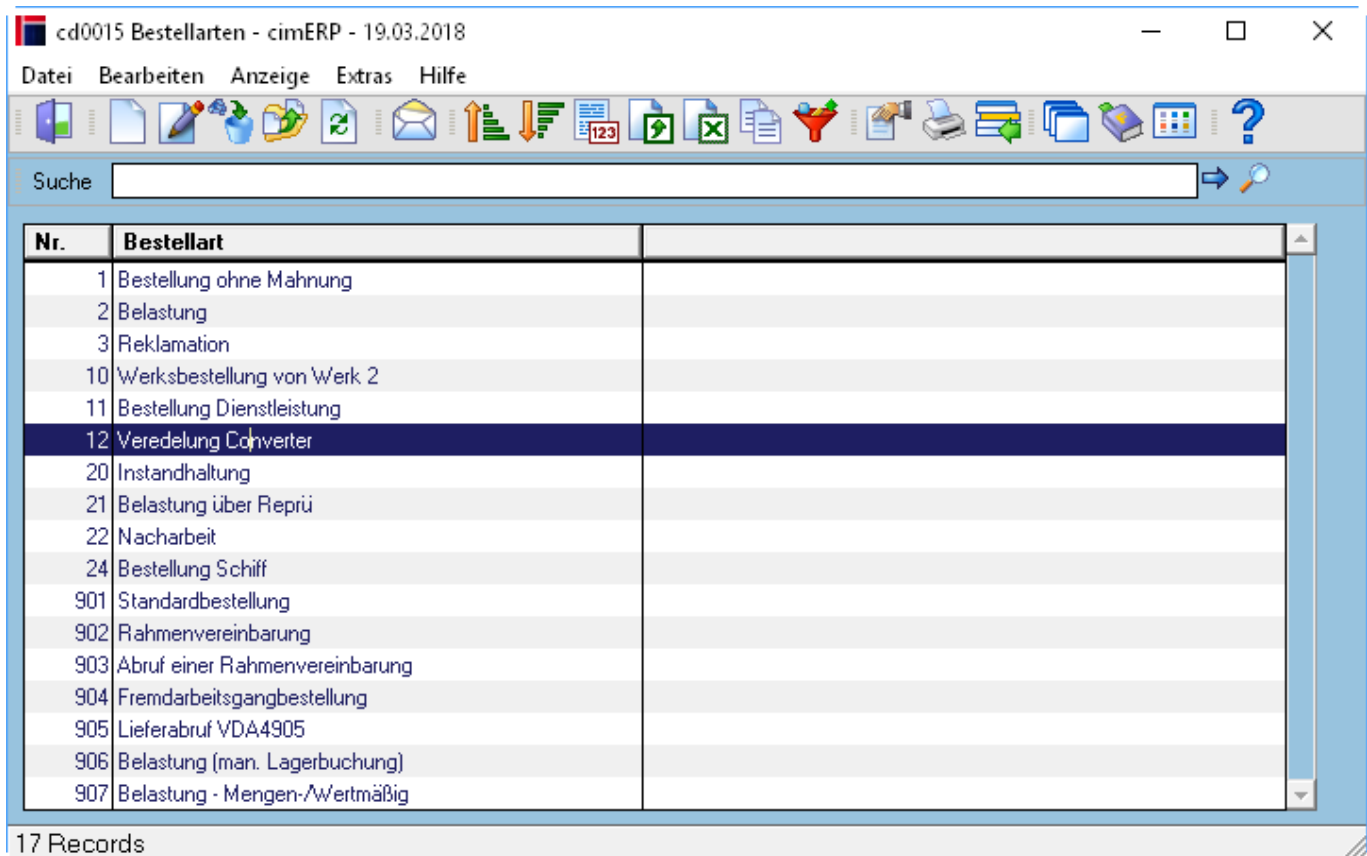 cd0015 Bestellarten - cimERP - 19.03.2018
Datei Bearbeiten Anzeige Extras Hilfe
123
Suche
Nr. Bestellart
1 Bestellung ohne Mahnung
2 Belastung
3 Reklamation
10 Werksbestellung von Werk 2
11 Bestellung Dienstleistung
12 Veredelung Converter
20 Instandhaltung
21 Belastung über Reprü
22 Nacharbeit
24 Bestellung Schiff
901 Standardbestellung
902 Rahmenvereinbarung
903 Abruf einer Rahmenvereinbarung
904 Fremdarbeitsgangbestellung
905 Lieferabruf VDA4905
906 Belastung (man. Lagerbuchung)
907 Belastung - Mengen-/Wertmäßig
17 Records